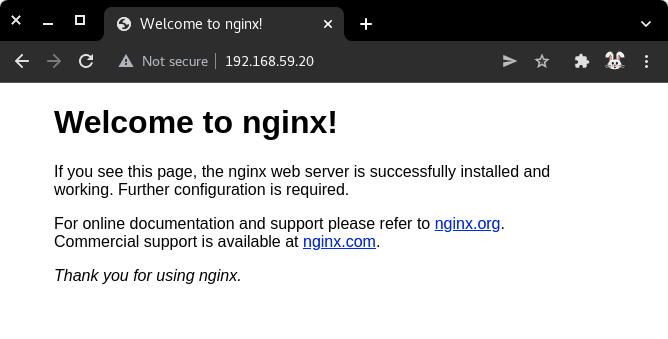 Welcome to nginx!
Not secure
192.168.59.20
Welcome to nginx!
If you see this page, the nginx web server is successfully installed and
working. Further configuration is required.
For online documentation and support please refer to nginx.org.
Commercial support is available at nginx.com.
Thank you for using nginx.